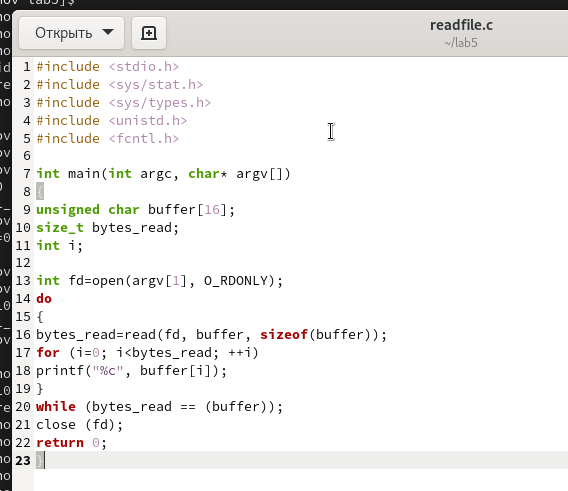 Открыть
readfile.c
~/lab5
1 #include <stdio.h>
2 #include <sys/stat.h>
3 #include <sys/types.h>
4 #include <unistd.h>
5 #include <fcntl.h>
6
7 int main(int argc, char* argv[])
8 {
9 unsigned char buffer[16];
10 size_t bytes_read;
11 int i;
12
13 int fd=open(argv[1], O_RDONLY);
14 do
15 {
16 bytes_read=read(fd, buffer, sizeof(buffer));
17 for (i=0; i<bytes_read; ++i)
18 printf("%c", buffer[i]);
19 }
20 while (bytes_read == (buffer));
21 close (fd);
22 return 0;
23 }